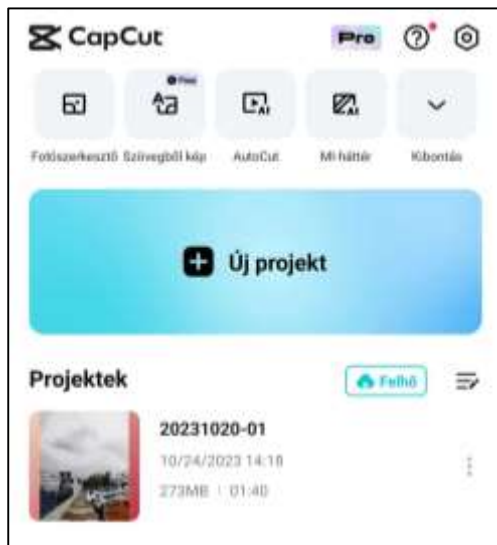 CapCut
Pro
Free
Fotószerkesztő Szövegből kép AutoCut MI-háttér Kibontás
Új projekt
Projektek
Felhő
20231020-01
10/24/2023 14:18
273MB | 01:40